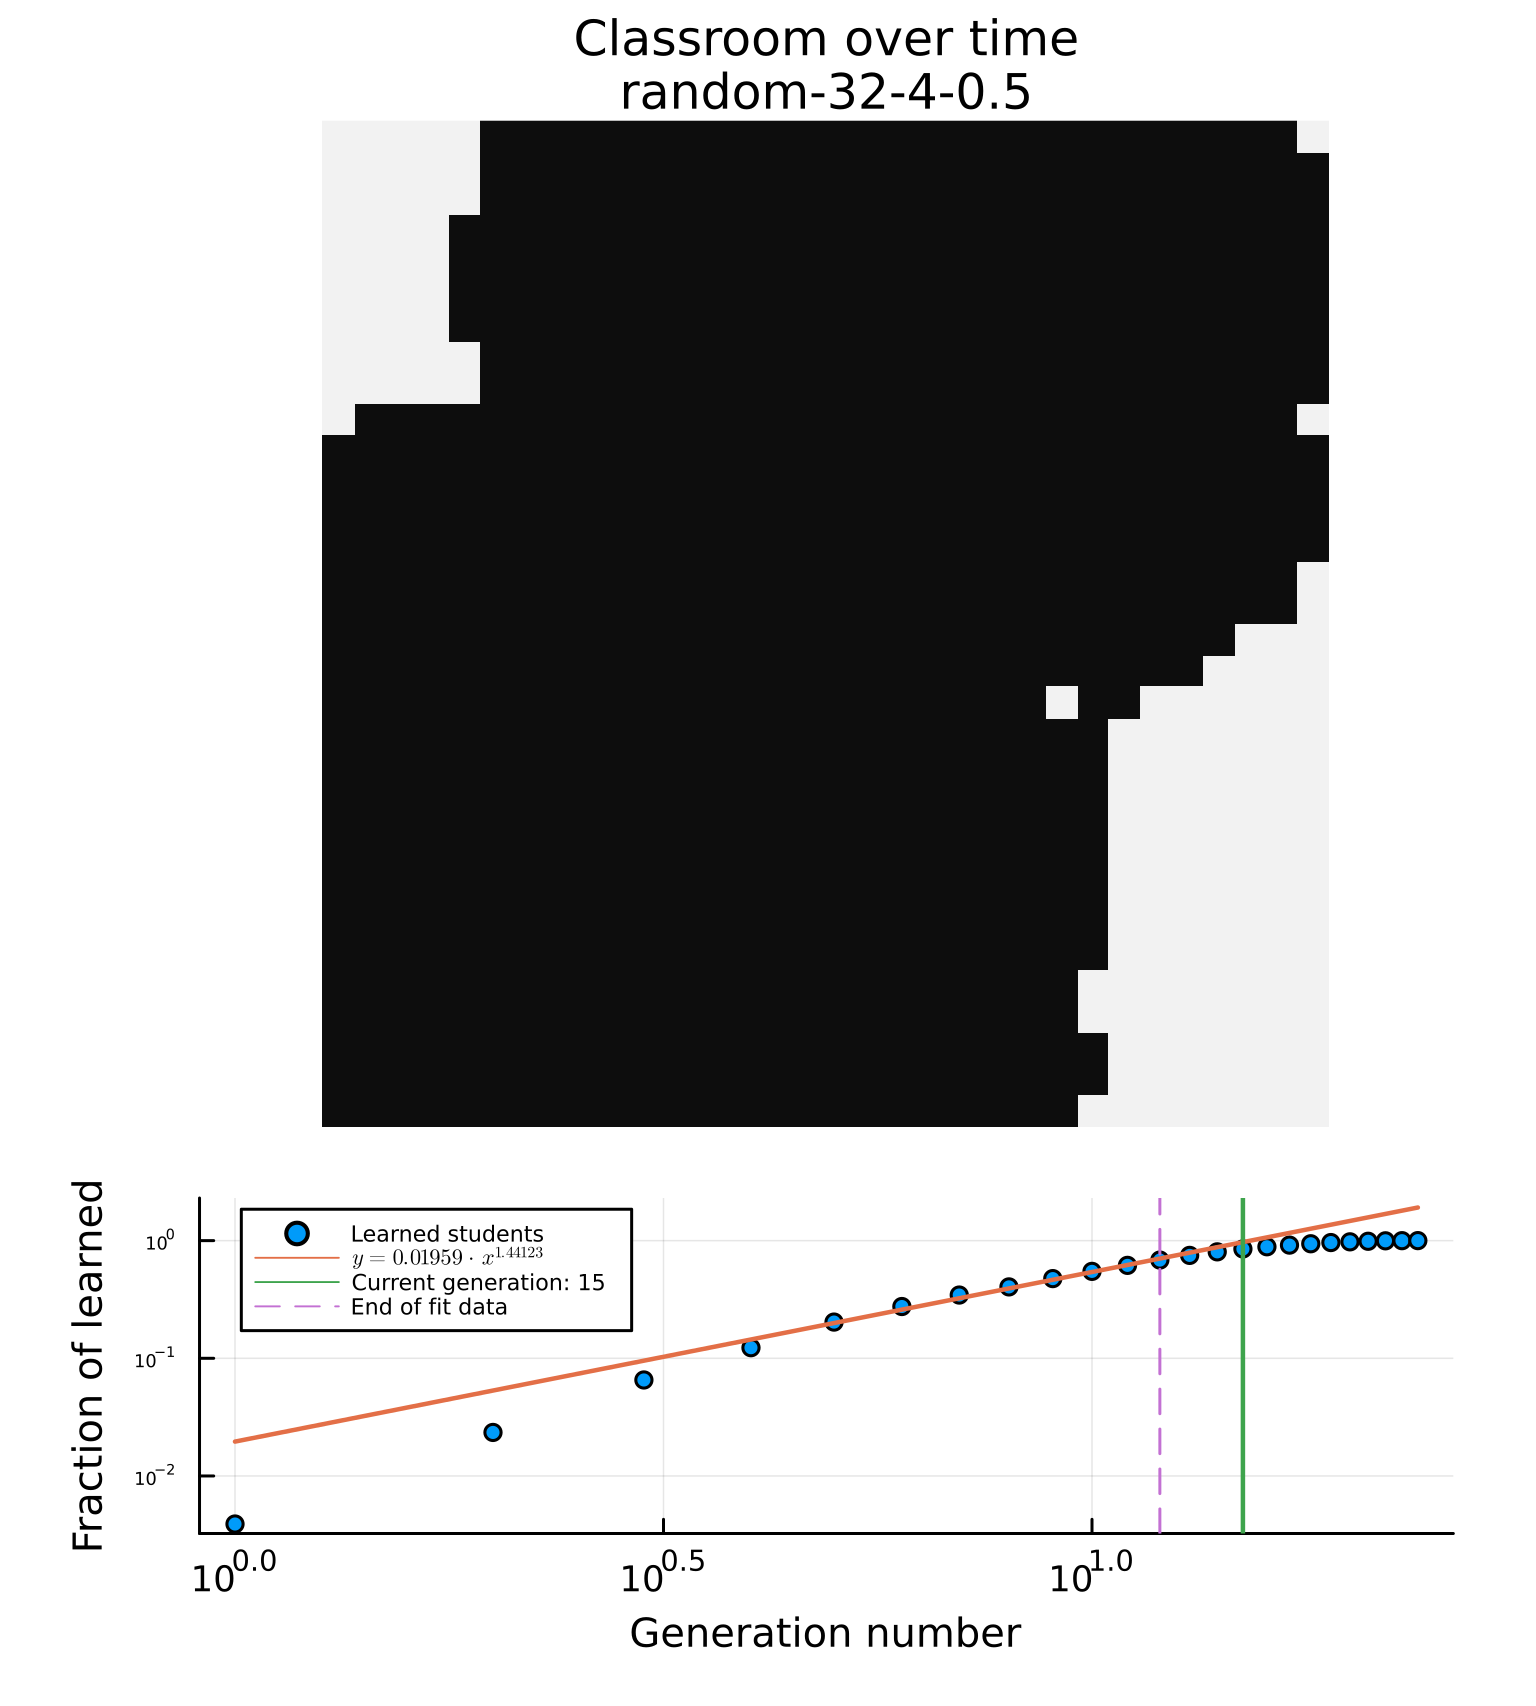 Classroom over time
random-32-4-0.5
Fraction of learned
10⁰
10⁻¹
10⁻²
Learned students
y = 0.01959 · x^1.44123
Current generation: 15
End of fit data
10^0.0
10^0.5
10^1.0
Generation number